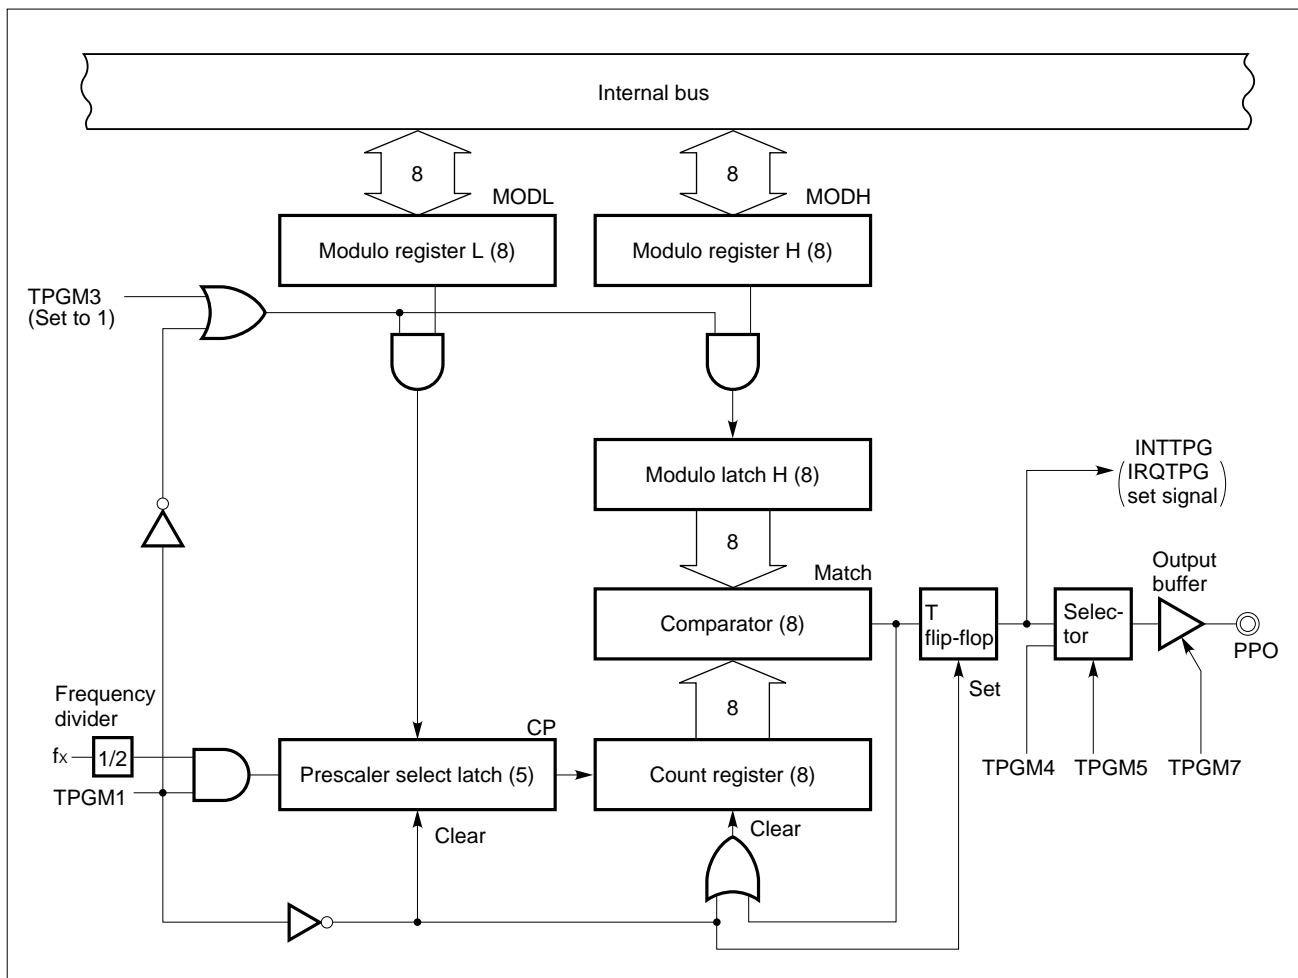 Internal bus
8
8
MODL
MODH
Modulo register L (8)
Modulo register H (8)
TPGM3
(Set to 1)
Modulo latch H (8)
INTTPG
IRQTPG
set signal
8
Match
Output
buffer
Comparator (8)
T
flip-flop
Selec-
tor
PPO
Set
8
Frequency
divider
CP
fx
1/2
Prescaler select latch (5)
Count register (8)
TPGM4
TPGM5
TPGM7
TPGM1
Clear
Clear